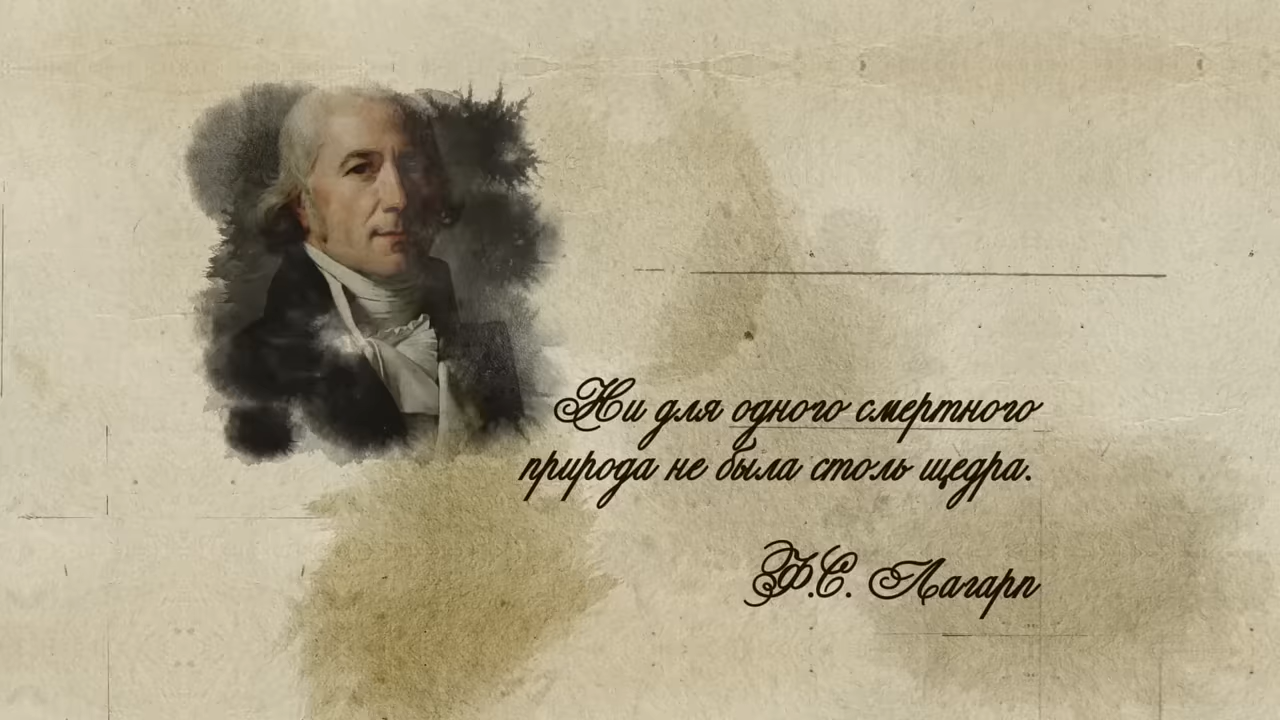 Ни для одного смертного
природа не была столь щедра.
Ф.С. Лагарп